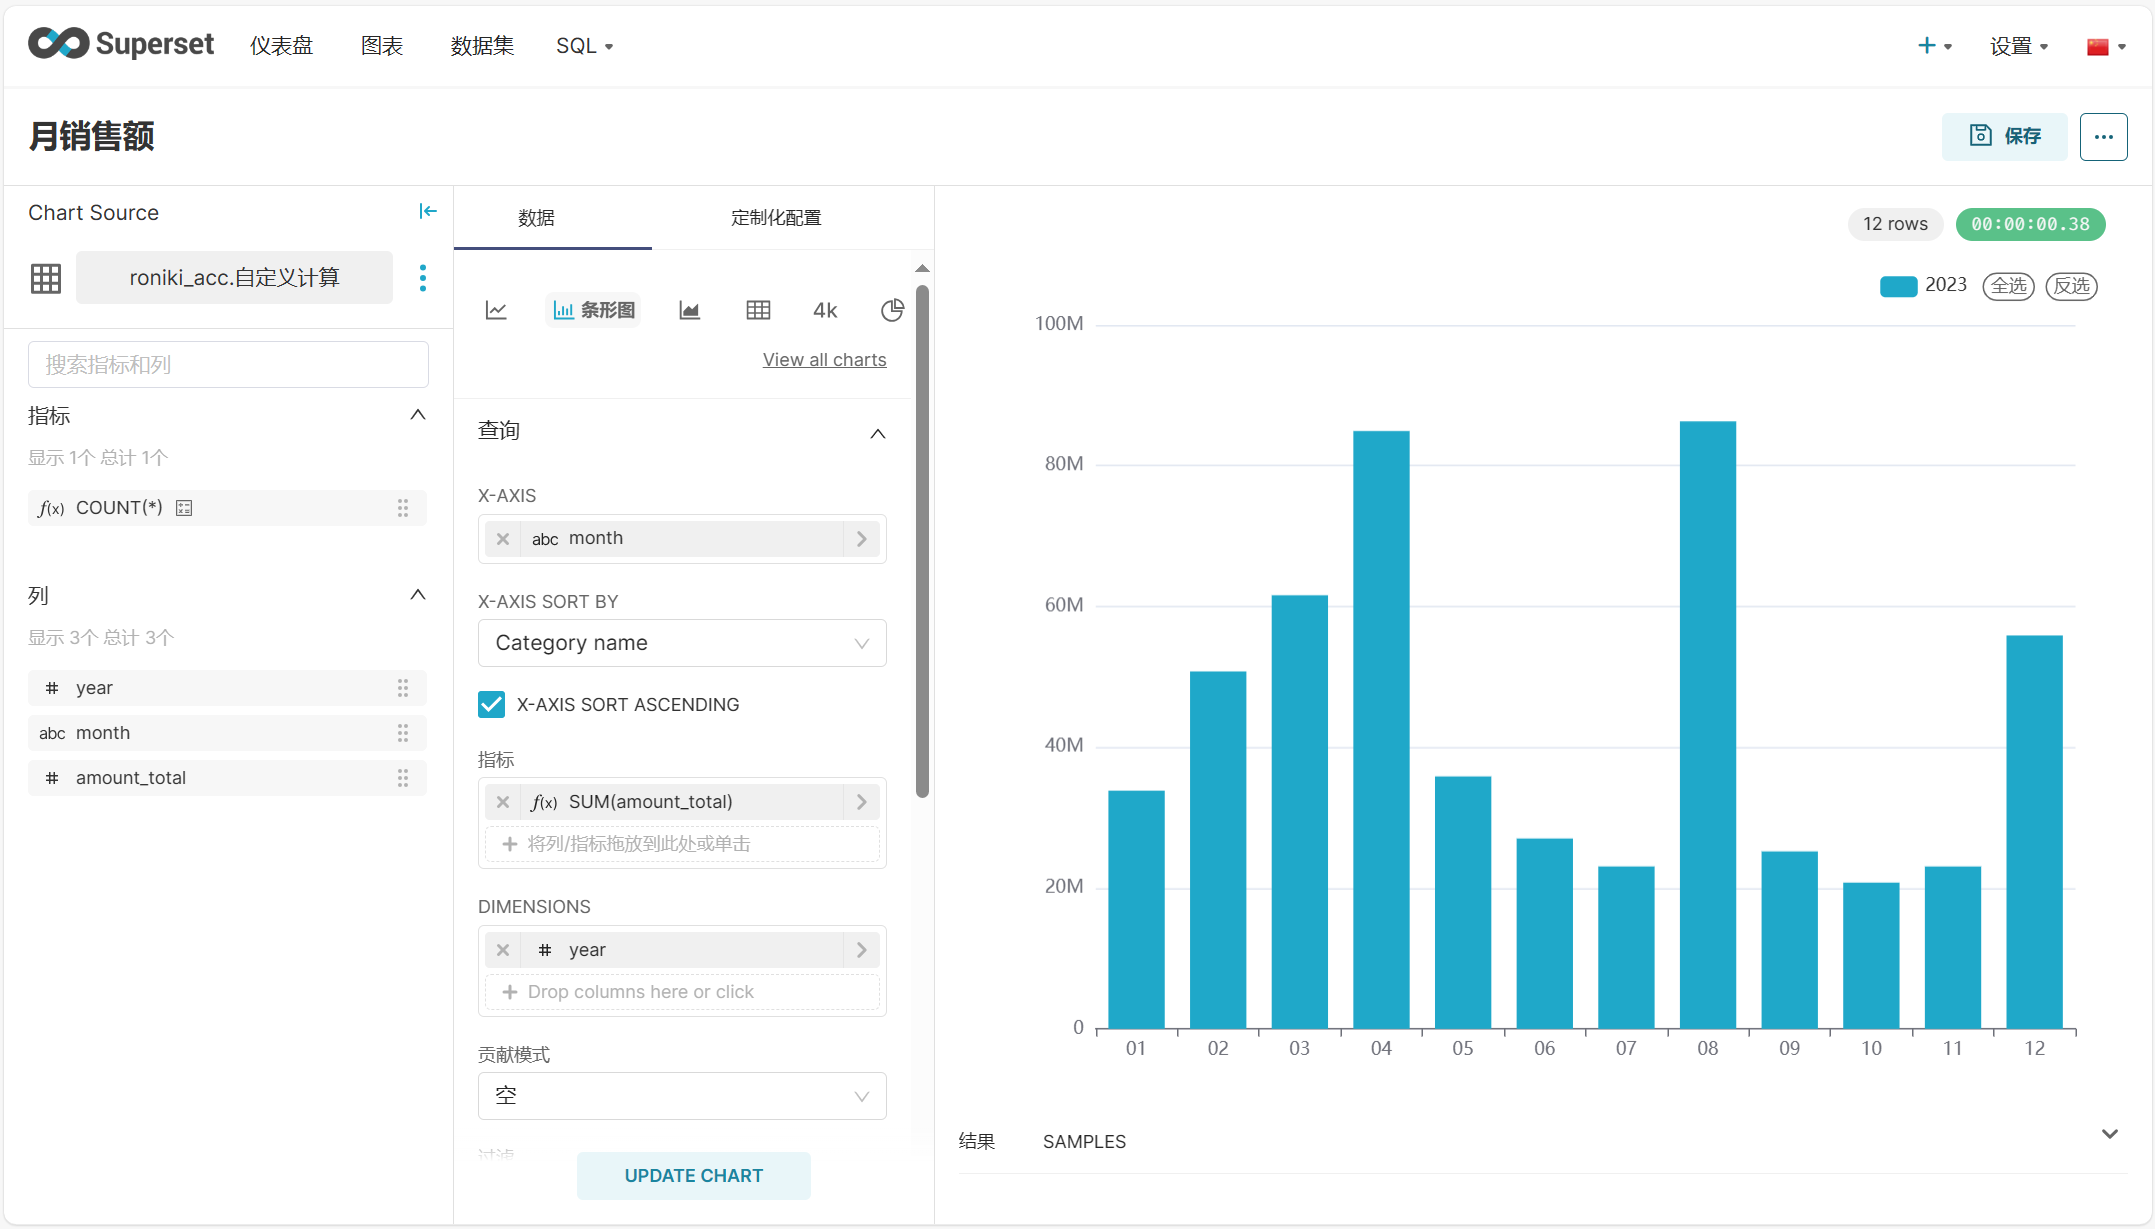 Superset 仪表盘 图表 数据集 SQL
设置
月销售额
保存
Chart Source
roniki_acc.自定义计算
搜索指标和列
指标
显示 1个 总计 1个
f(x) COUNT(*)
列
显示 3个 总计 3个
# year
abc month
# amount_total
数据 定制化配置
条形图 4k
View all charts
查询
X-AXIS
abc month
X-AXIS SORT BY
Category name
X-AXIS SORT ASCENDING
指标
f(x) SUM(amount_total)
+ 将列/指标拖放到此处或单击
DIMENSIONS
# year
+ Drop columns here or click
贡献模式
空
过滤
UPDATE CHART
12 rows 00:00:00.38
2023 全选 反选
100M
80M
60M
40M
20M
0
01 02 03 04 05 06 07 08 09 10 11 12
结果 SAMPLES